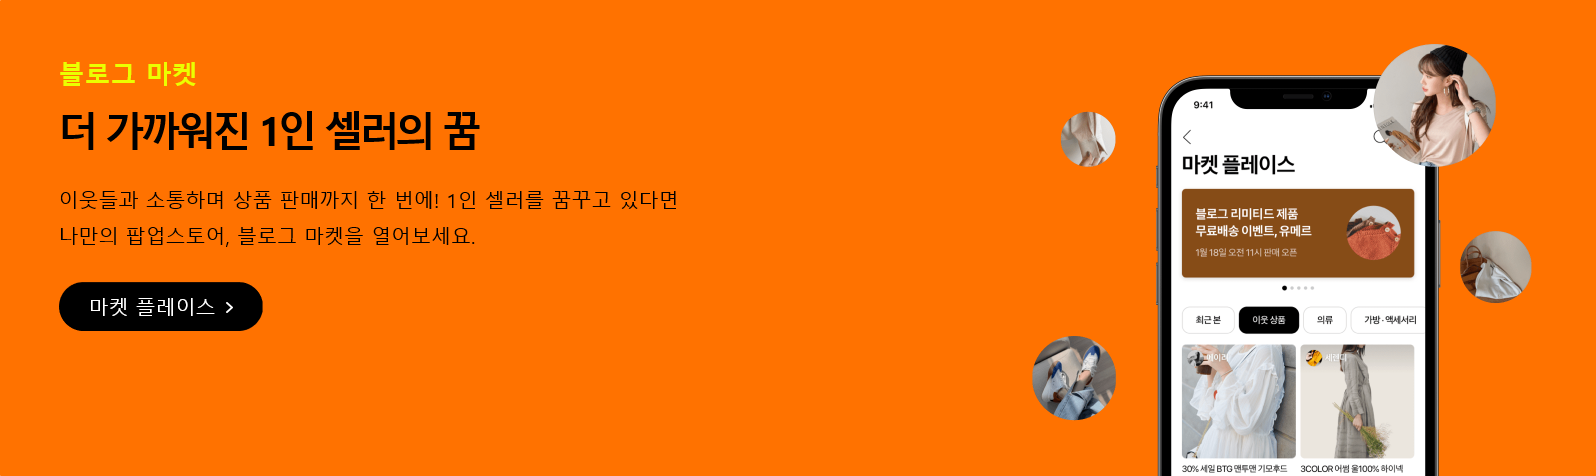 블로그 마켓
더 가까워진 1인 셀러의 꿈
이웃들과 소통하며 상품 판매까지 한 번에! 1인 셀러를 꿈꾸고 있다면
나만의 팝업스토어, 블로그 마켓을 열어보세요.
마켓 플레이스 >
9:41
마켓 플레이스
블로그 리미티드 제품
무료배송 이벤트, 유메르
1월 18일 오전 11시 판매 오픈
최근 본 이웃 상품 의류 가방 · 액세서리
30% 세일 BTG 맨투맨 기모후드
3COLOR 어썸 울100% 하이넥